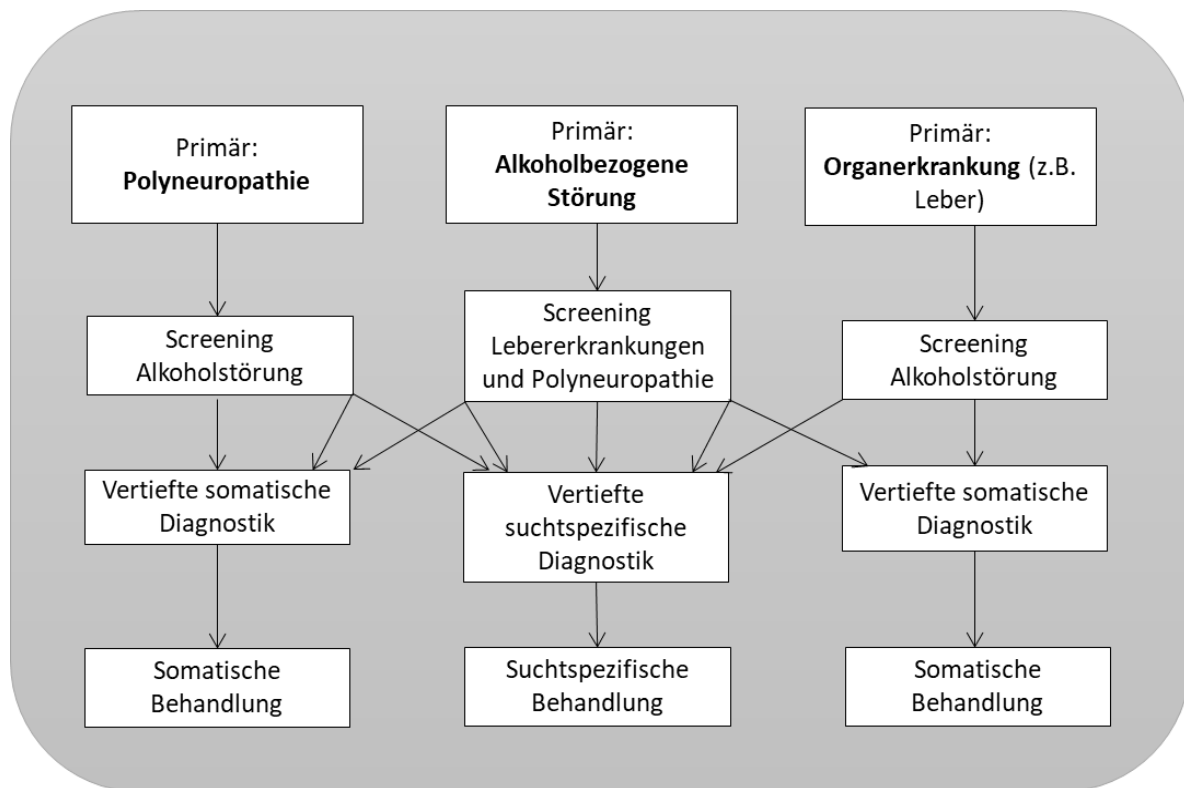 Primär:
Polyneuropathie
Primär:
Alkoholbezogene
Störung
Primär:
Organerkrankung (z.B.
Leber)
Screening
Alkoholstörung
Screening
Lebererkrankungen
und Polyneuropathie
Screening
Alkoholstörung
Vertiefte somatische
Diagnostik
Vertiefte
suchtspezifische
Diagnostik
Vertiefte somatische
Diagnostik
Somatische
Behandlung
Suchtspezifische
Behandlung
Somatische
Behandlung